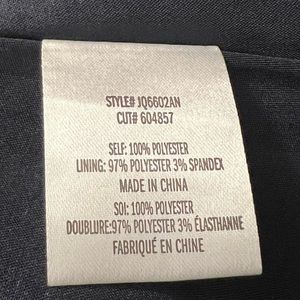 STYLE# JQ6602AN
CUT# 604857
SELF: 100% POLYESTER
LINING: 97% POLYESTER 3% SPANDEX
MADE IN CHINA
SOI: 100% POLYESTER
DOUBLURE:97% POLYESTER 3% ÉLASTHANNE
FABRIQUÉ EN CHINE